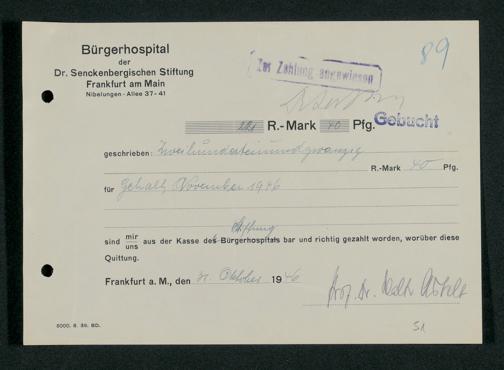 Bürgerhospital
der
Dr. Senckenbergischen Stiftung
Frankfurt am Main
Nibelungen-Allee 37-41
89
Zur Zahlung angewiesen
221 R.-Mark 40 Pfg.
Gebucht
geschrieben: Zweihunderteinundzwanzig
R.-Mark 40 Pfg.
für Gehalt, November 1946
Stiftung
sind mir aus der Kasse des Bürgerhospitals bar und richtig gezahlt worden, worüber diese
uns
Quittung.
Frankfurt a. M., den 31. Oktober 1946
Prof. Dr.
51
5000. 8. 39. BD.